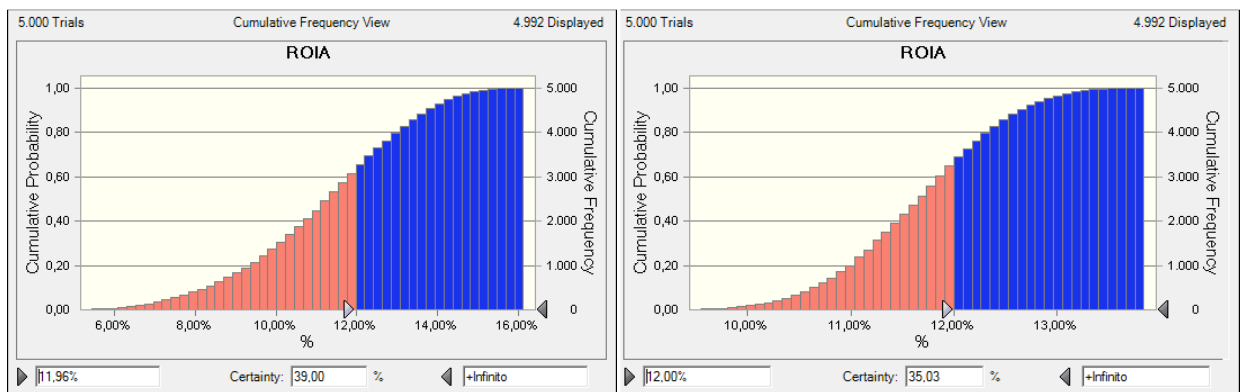 5.000 Trials
Cumulative Frequency View
4.992 Displayed
ROIA
Cumulative Probability
1,00
0,80
0,60
0,40
0,20
0,00
5.000
4.000
3.000
2.000
1.000
0
Cumulative Frequency
6,00%
8,00%
10,00%
12,00%
14,00%
16,00%
%
11,96%
Certainty: 39,00 %
+Infinito
5.000 Trials
Cumulative Frequency View
4.992 Displayed
ROIA
Cumulative Probability
1,00
0,80
0,60
0,40
0,20
0,00
5.000
4.000
3.000
2.000
1.000
0
Cumulative Frequency
10,00%
11,00%
12,00%
13,00%
%
12,00%
Certainty: 35,03 %
+Infinito